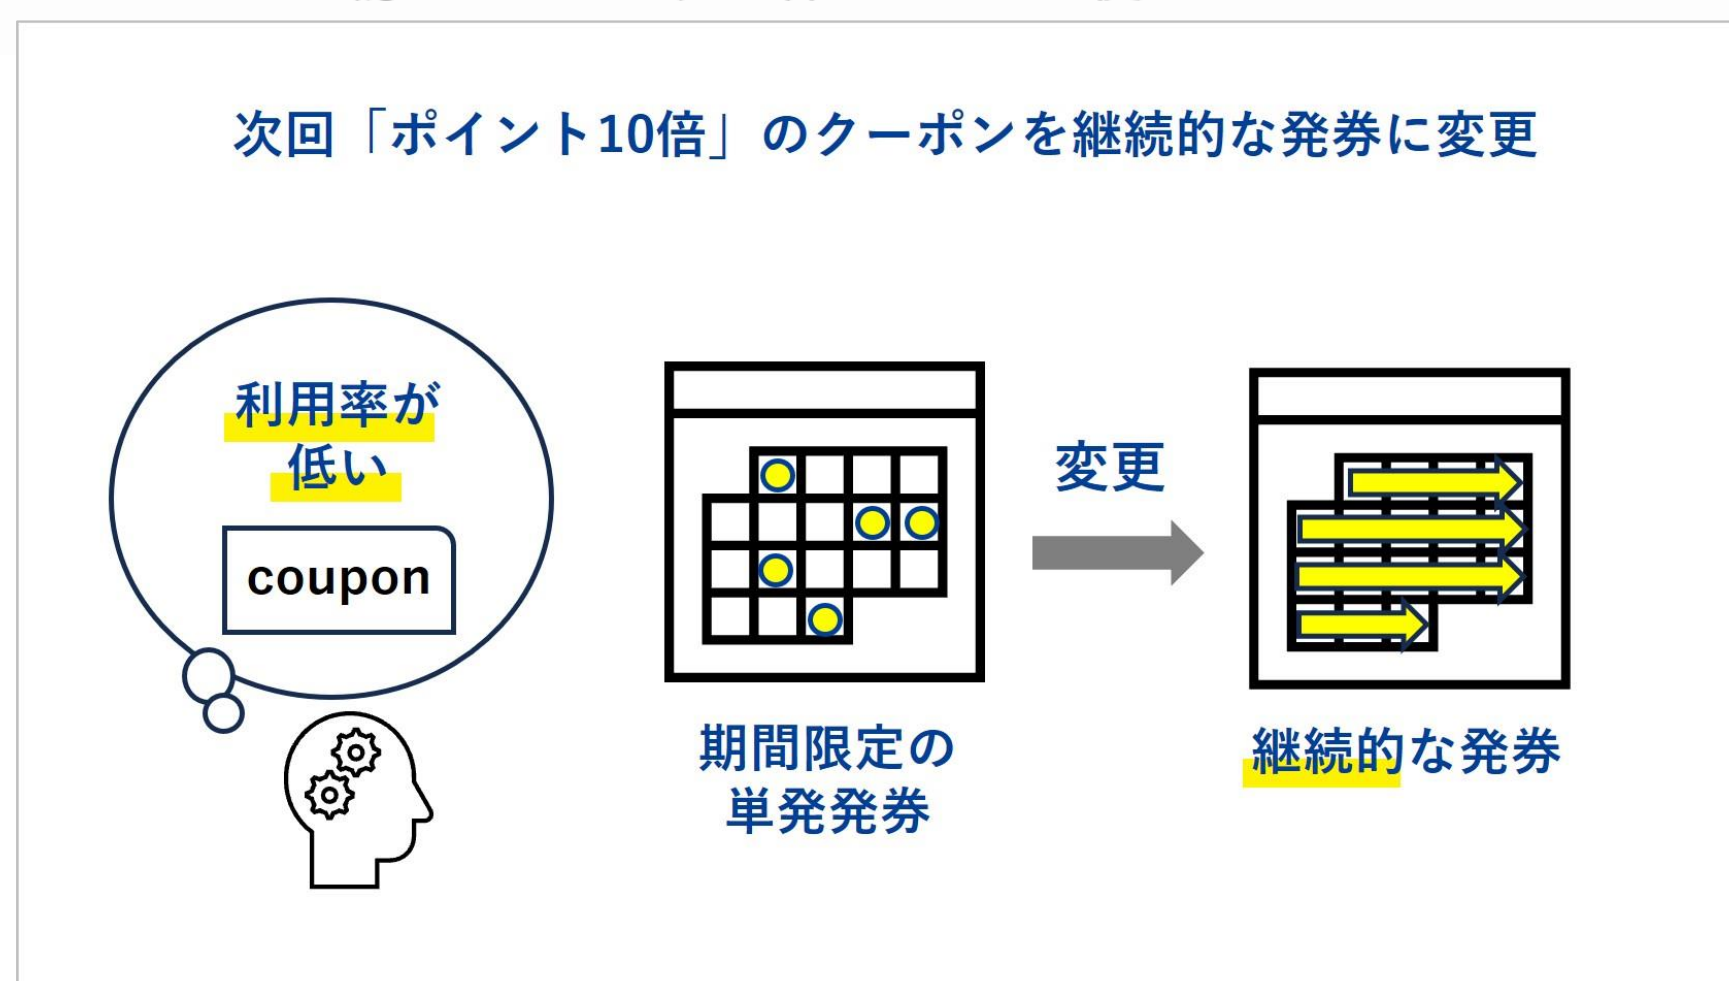 次回「ポイント10倍」のクーポンを継続的な発券に変更
利用率が
低い
coupon
変更
期間限定の
単発発券
継続的な発券